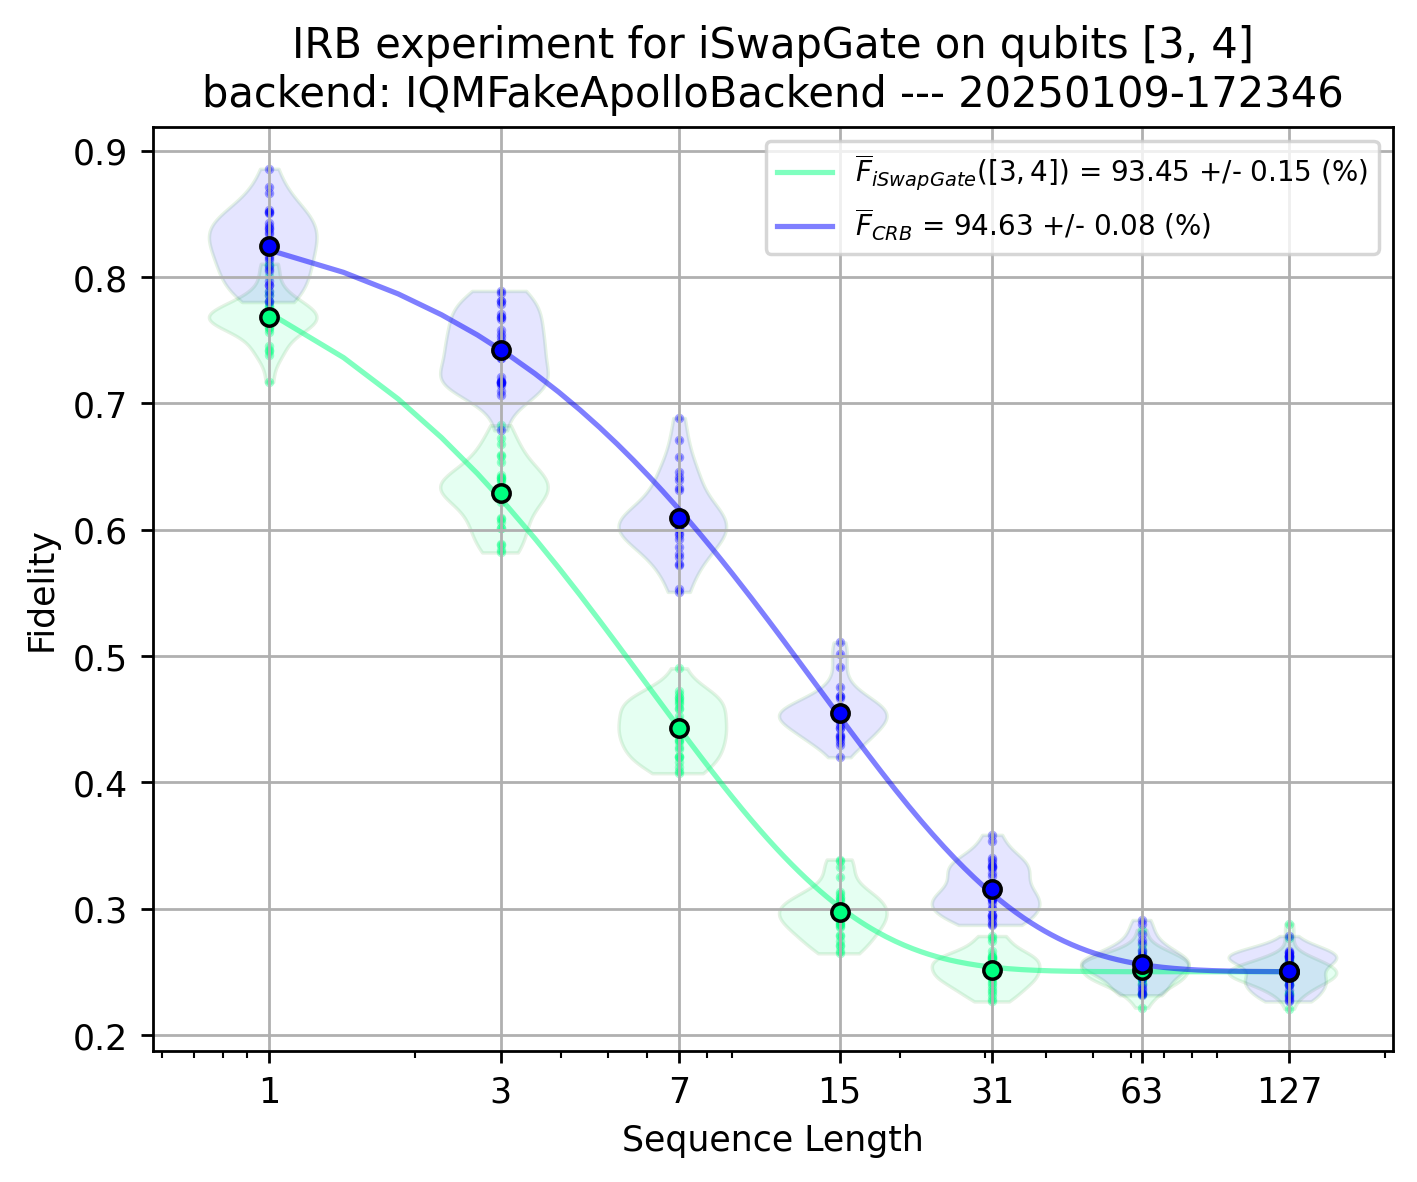 IRB experiment for iSwapGate on qubits [3, 4]
backend: IQMFakeApolloBackend --- 20250109-172346
F̅iSwapGate([3, 4]) = 93.45 +/- 0.15 (%)
F̅CRB = 94.63 +/- 0.08 (%)
Fidelity
0.9
0.8
0.7
0.6
0.5
0.4
0.3
0.2
1 3 7 15 31 63 127
Sequence Length